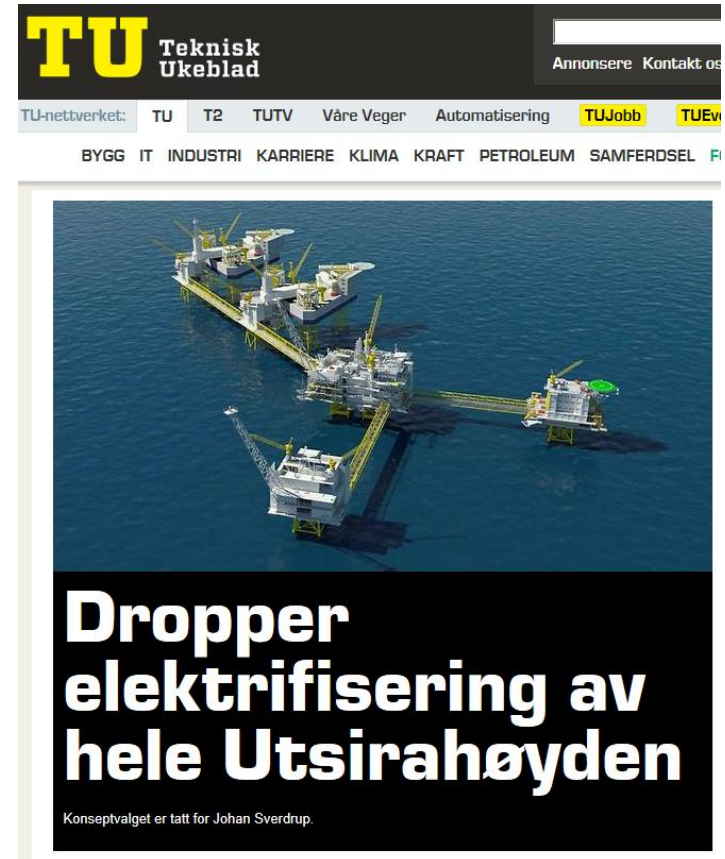 TU Teknisk
Ukeblad
Annonsere Kontakt os
TU-nettverket: TU T2 TUTV Våre Veger Automatisering TUJobb TUEve
BYGG IT INDUSTRI KARRIERE KLIMA KRAFT PETROLEUM SAMFERDSEL
Dropper
elektrifisering av
hele Utsirahøyden
Konseptvalget er tatt for Johan Sverdrup.